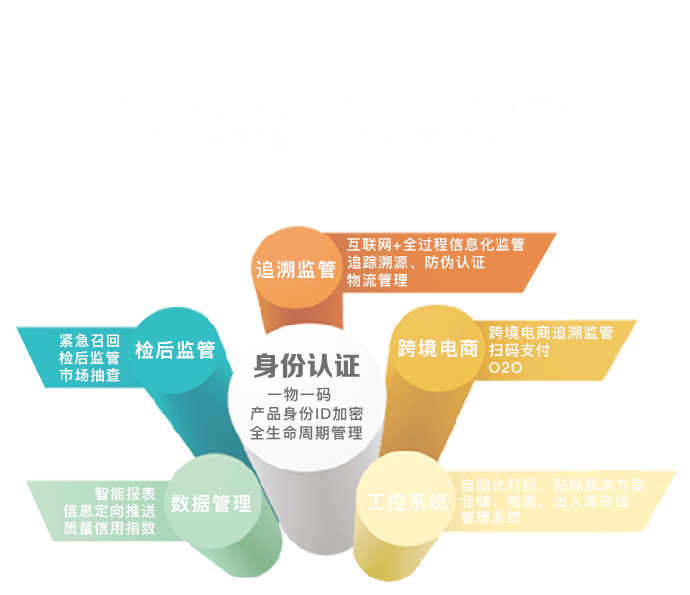 追溯监管
互联网+全过程信息化监管
追踪溯源、防伪认证
物流管理
紧急召回
检后监管
市场抽查
检后监管
身份认证
一物一码
产品身份ID加密
全生命周期管理
跨境电商
跨境电商追溯监管
扫码支付
O2O
智能报表
信息定向推送
质量信用指数
数据管理
工控系统
自动化打码、贴标解决方案
仓储、物流、出入库在线
管理系统